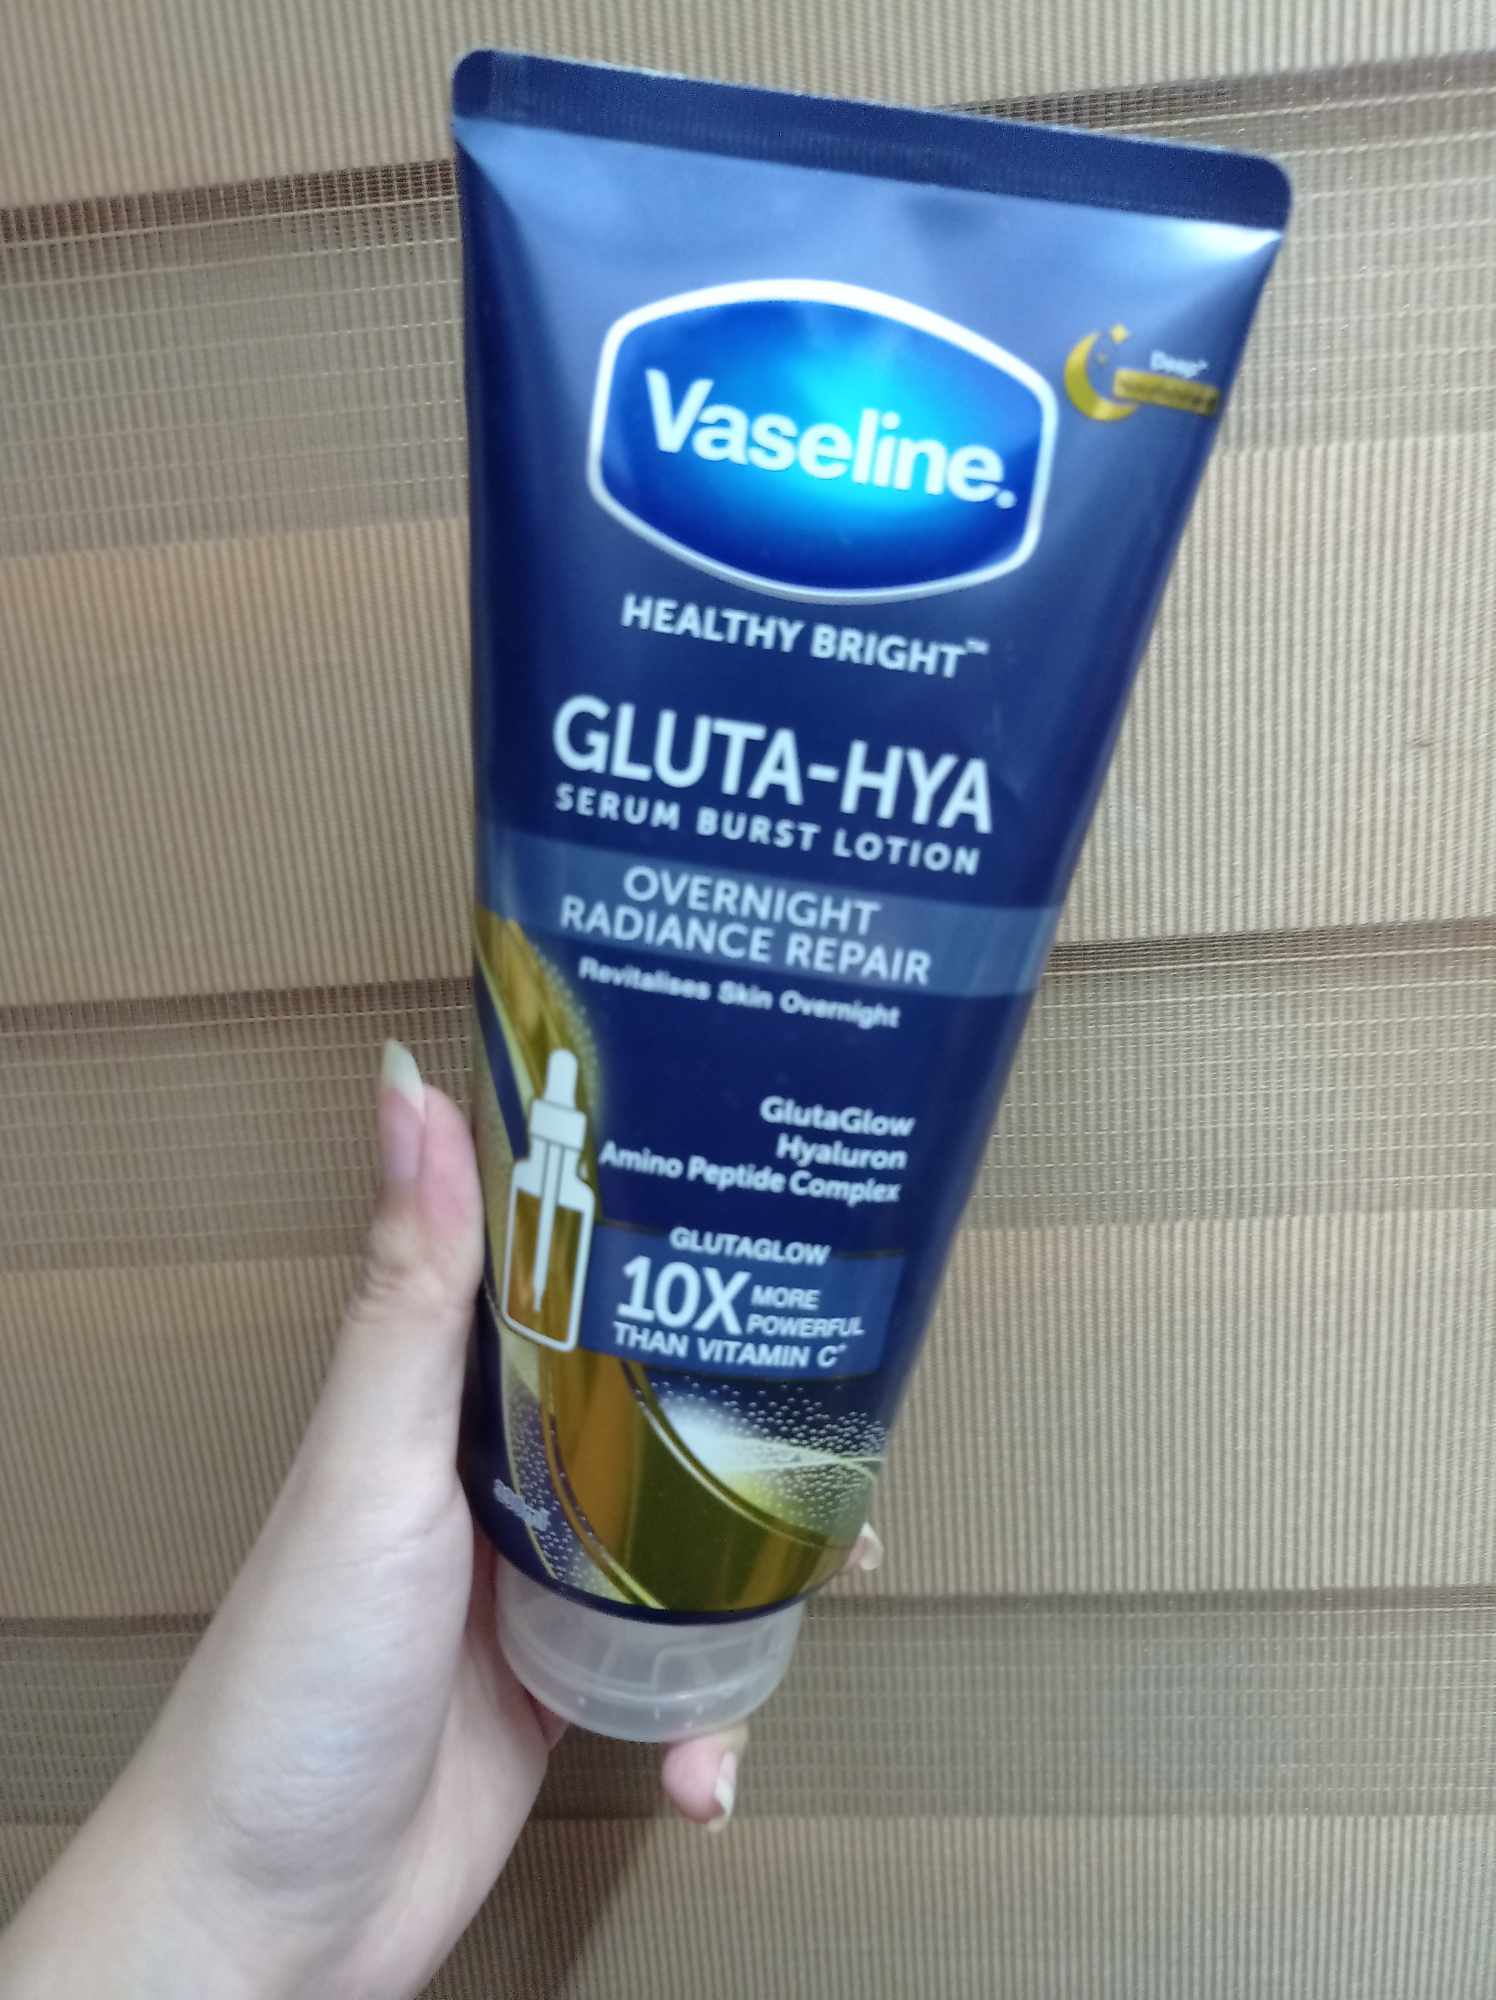 Vaseline.
Deep+
HEALTHY BRIGHT™
GLUTA-HYA
SERUM BURST LOTION
OVERNIGHT
RADIANCE REPAIR
Revitalises Skin Overnight
GlutaGlow
Hyaluron
Amino Peptide Complex
GLUTAGLOW
10X MORE
POWERFUL
THAN VITAMIN C*